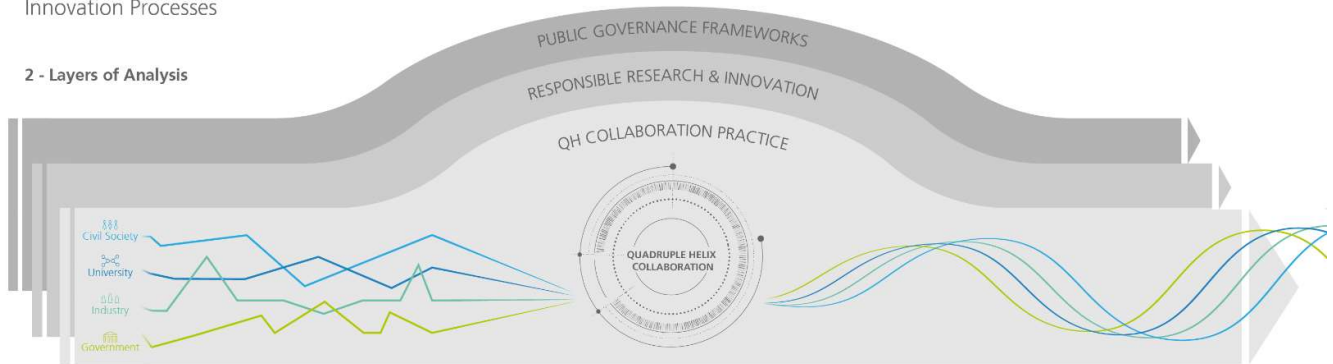 Innovation Processes
2 - Layers of Analysis
PUBLIC GOVERNANCE FRAMEWORKS
RESPONSIBLE RESEARCH & INNOVATION
QH COLLABORATION PRACTICE
Civil Society
University
Industry
Government
QUADRUPLE HELIX
COLLABORATION